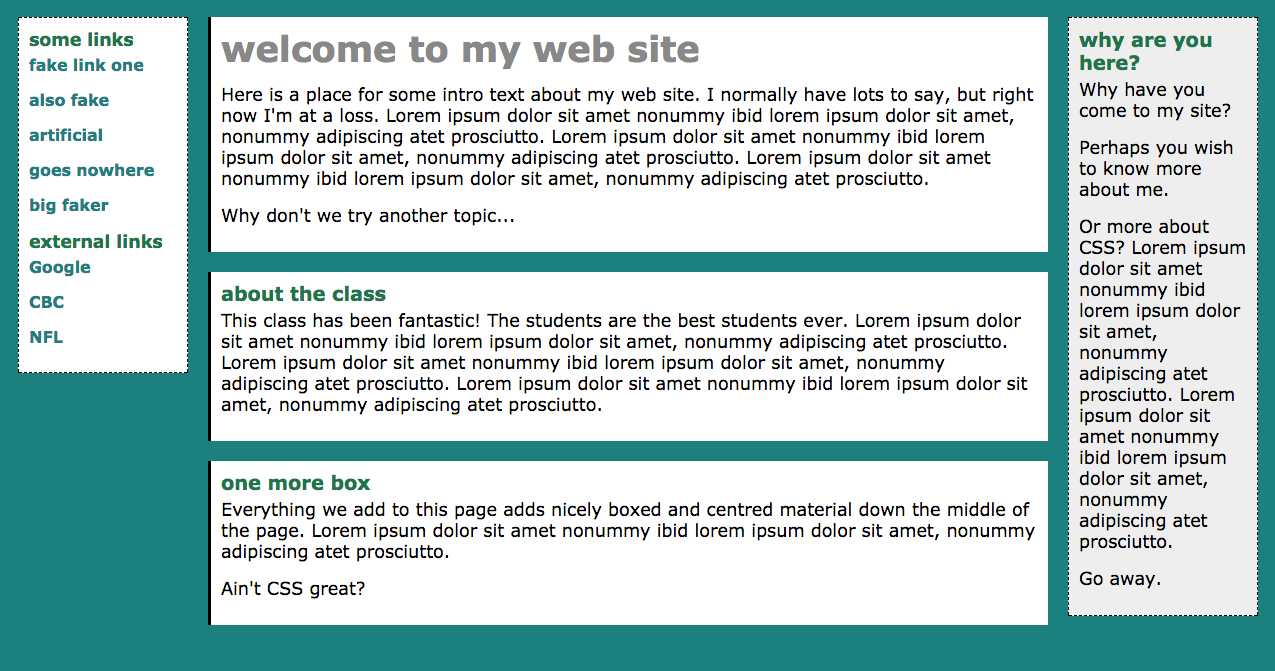 some links
fake link one
also fake
artificial
goes nowhere
big faker
external links
Google
CBC
NFL
welcome to my web site
Here is a place for some intro text about my web site. I normally have lots to say, but right
now I'm at a loss. Lorem ipsum dolor sit amet nonummy ibid lorem ipsum dolor sit amet,
nonummy adipiscing atet prosciutto. Lorem ipsum dolor sit amet nonummy ibid lorem
ipsum dolor sit amet, nonummy adipiscing atet prosciutto. Lorem ipsum dolor sit amet
nonummy ibid lorem ipsum dolor sit amet, nonummy adipiscing atet prosciutto.
Why don't we try another topic...
about the class
This class has been fantastic! The students are the best students ever. Lorem ipsum dolor
sit amet nonummy ibid lorem ipsum dolor sit amet, nonummy adipiscing atet prosciutto.
Lorem ipsum dolor sit amet nonummy ibid lorem ipsum dolor sit amet, nonummy
adipiscing atet prosciutto. Lorem ipsum dolor sit amet nonummy ibid lorem ipsum dolor sit
amet, nonummy adipiscing atet prosciutto.
one more box
Everything we add to this page adds nicely boxed and centred material down the middle of
the page. Lorem ipsum dolor sit amet nonummy ibid lorem ipsum dolor sit amet, nonummy
adipiscing atet prosciutto.
Ain't CSS great?
why are you
here?
Why have you
come to my site?
Perhaps you wish
to know more
about me.
Or more about
CSS? Lorem ipsum
dolor sit amet
nonummy ibid
lorem ipsum dolor
sit amet,
nonummy
adipiscing atet
prosciutto. Lorem
ipsum dolor sit
amet nonummy
ibid lorem ipsum
dolor sit amet,
nonummy
adipiscing atet
prosciutto.
Go away.